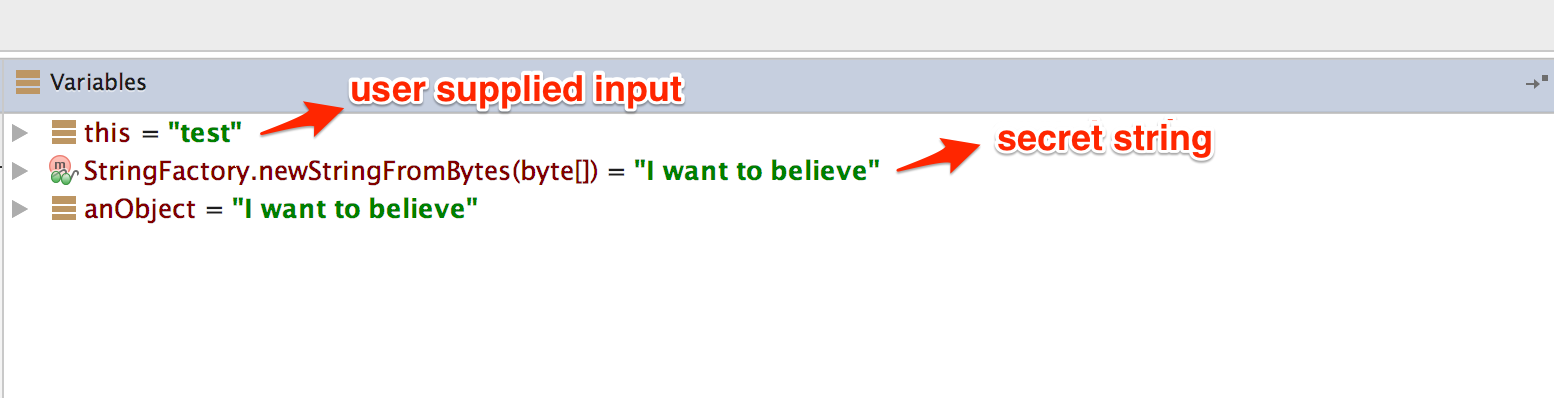 Variables
user supplied input
this = "test"
secret string
m
StringFactory.newStringFromBytes(byte[]) = "I want to believe"
anObject = "I want to believe"